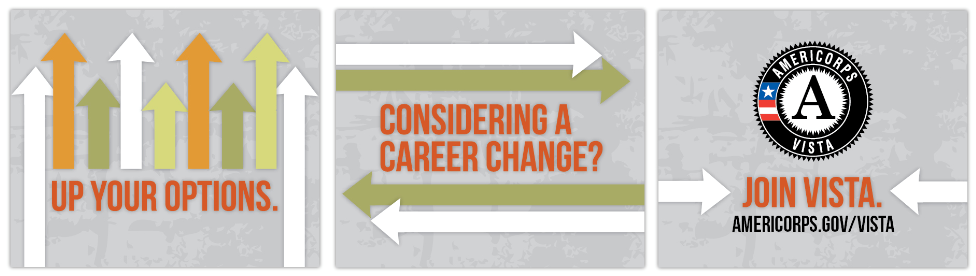 UP YOUR OPTIONS.
CONSIDERING A
CAREER CHANGE?
AMERICORPS
A
VISTA
JOIN VISTA.
AMERICORPS.GOV/VISTA